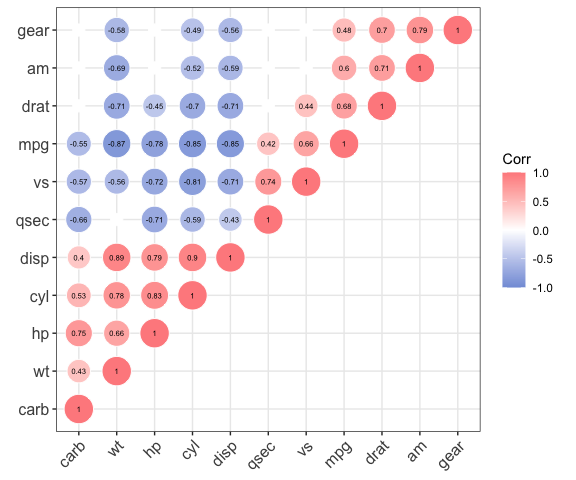 gear -0.58 -0.49 -0.56 0.48 0.7 0.79 1
am -0.69 -0.52 -0.59 0.6 0.71 1
drat -0.71 -0.45 -0.7 -0.71 0.44 0.68 1
mpg -0.55 -0.87 -0.78 -0.85 -0.85 0.42 0.66 1
vs -0.57 -0.56 -0.72 -0.81 -0.71 0.74 1
qsec -0.66 -0.71 -0.59 -0.43 1
disp 0.4 0.89 0.79 0.9 1
cyl 0.53 0.78 0.83 1
hp 0.75 0.66 1
wt 0.43 1
carb 1
carb wt hp cyl disp qsec vs mpg drat am gear
Corr
1.0
0.5
0.0
-0.5
-1.0